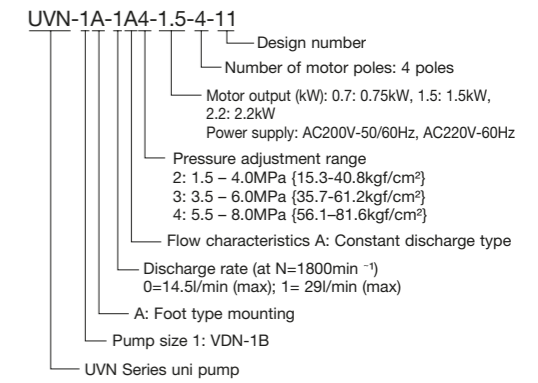 UVN-1A-1A4-1.5-4-11
Design number
Number of motor poles: 4 poles
Motor output (kW): 0.7: 0.75kW, 1.5: 1.5kW,
2.2: 2.2kW
Power supply: AC200V-50/60Hz, AC220V-60Hz
Pressure adjustment range
2: 1.5 – 4.0MPa {15.3-40.8kgf/cm²}
3: 3.5 – 6.0MPa {35.7-61.2kgf/cm²}
4: 5.5 – 8.0MPa {56.1–81.6kgf/cm²}
Flow characteristics A: Constant discharge type
Discharge rate (at N=1800min ⁻¹)
0=14.5l/min (max); 1= 29l/min (max)
A: Foot type mounting
Pump size 1: VDN-1B
UVN Series uni pump